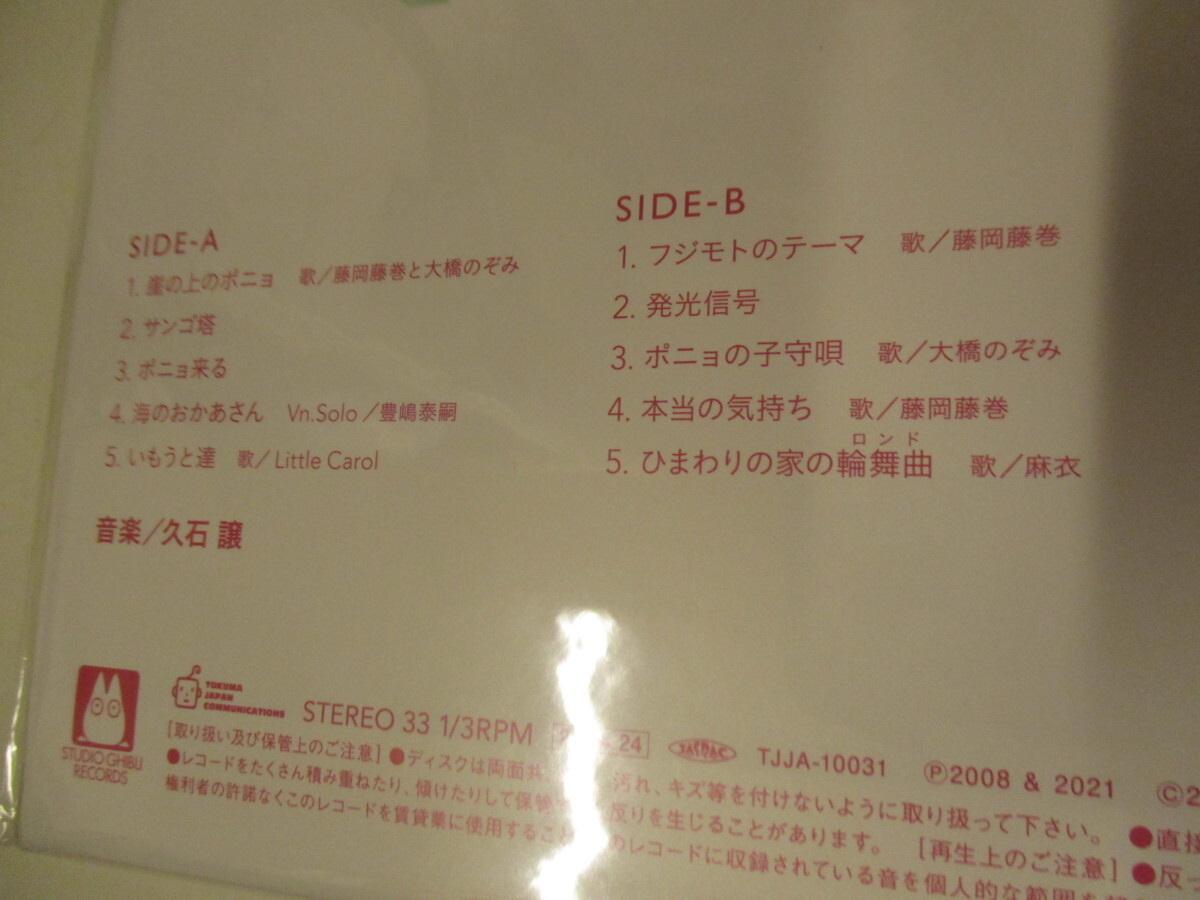 SIDE-A
1. 崖の上のポニョ 歌／藤岡藤巻と大橋のぞみ
2. サンゴ塔
3. ポニョ来る
4. 海のおかあさん Vn.Solo／豊嶋泰嗣
5. いもうと達 歌／Little Carol
音楽／久石 譲
SIDE-B
1. フジモトのテーマ 歌／藤岡藤巻
2. 発光信号
3. ポニョの子守唄 歌／大橋のぞみ
4. 本当の気持ち 歌／藤岡藤巻
ロンド
5. ひまわりの家の輪舞曲 歌／麻衣
STUDIO GHIBLI
RECORDS
TOKUMA
JAPAN
COMMUNICATIONS
STEREO 33 1/3RPM 24 JASRAC TJJA-10031 Ⓟ2008 & 2021 Ⓒ2
[取り扱い及び保管上のご注意] ●ディスクは両面共 汚れ、キズ等を付けないように取り扱って下さい。 ●直接
●レコードをたくさん積み重ねたり、傾けたりして保管 反りを生じることがあります。 [再生上のご注意] ●反っ
権利者の許諾なくこのレコードを賃貸業に使用すること のレコードに収録されている音を個人的な範囲を